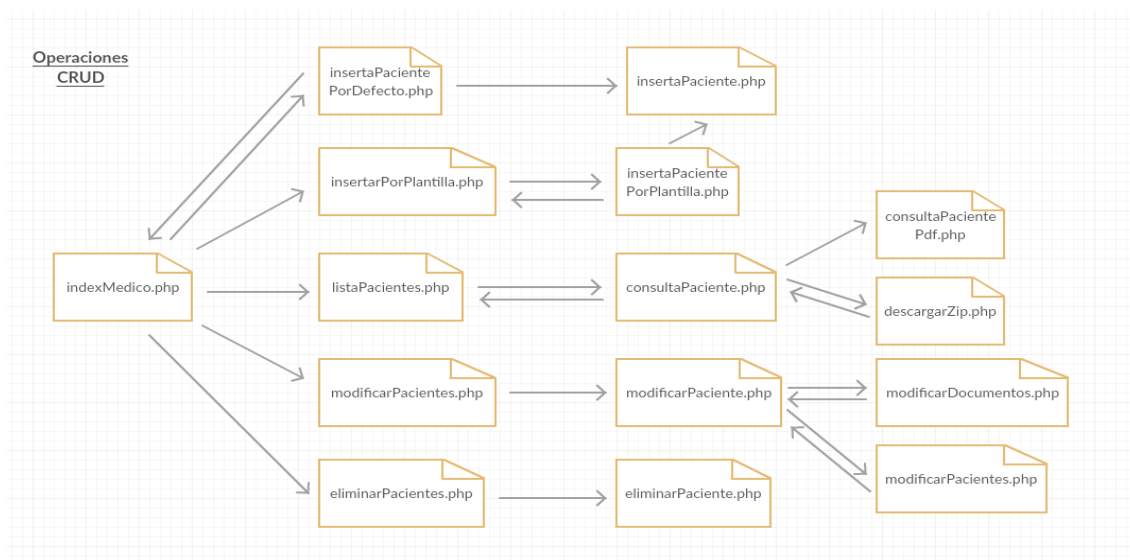 Operaciones
CRUD
insertaPaciente
PorDefecto.php
insertaPaciente.php
insertarPorPlantilla.php
insertaPaciente
PorPlantilla.php
consultaPaciente
Pdf.php
indexMedico.php
listaPacientes.php
consultaPaciente.php
descargarZip.php
modificarPacientes.php
modificarPaciente.php
modificarDocumentos.php
eliminarPacientes.php
eliminarPaciente.php
modificarPacientes.php